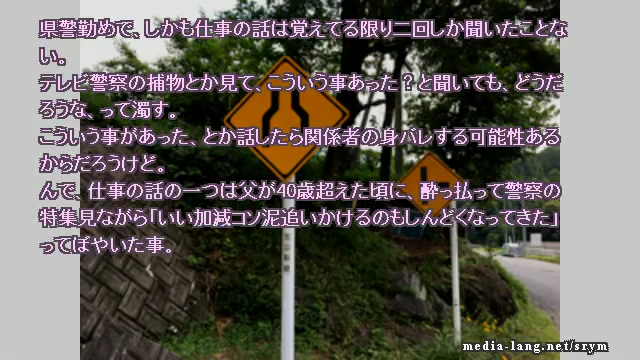 県警勤めで、しかも仕事の話は覚えてる限り二回しか聞いたことな
い。
テレビ警察の捕物とか見て、こういう事あった？と聞いても、どうだ
ろうな、って濁す。
こういう事があった、とか話したら関係者の身バレする可能性ある
からだろうけど。
んで、仕事の話の一つは父が40歳超えた頃に、酔っ払って警察の
特集見ながら「いい加減コソ泥追いかけるのもしんどくなってきた」
ってぼやいた事。
media-lang.net/srym